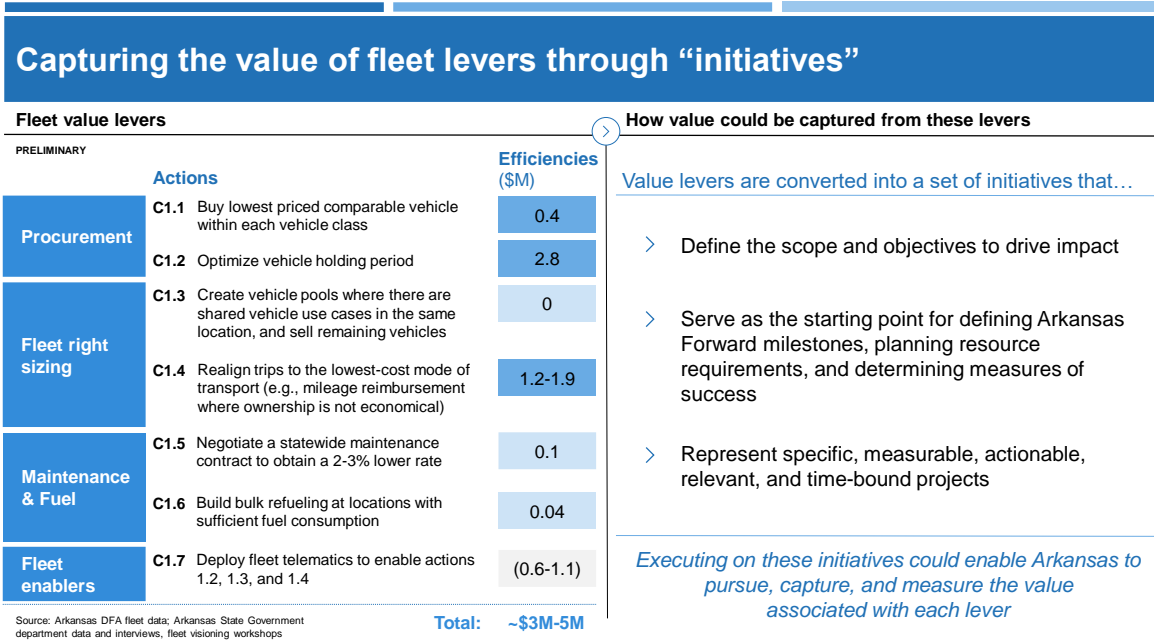 Capturing the value of fleet levers through “initiatives”
Fleet value levers
PRELIMINARY
Actions
Efficiencies
($M)
Procurement
C1.1 Buy lowest priced comparable vehicle
within each vehicle class
0.4
C1.2 Optimize vehicle holding period
2.8
Fleet right
sizing
C1.3 Create vehicle pools where there are
shared vehicle use cases in the same
location, and sell remaining vehicles
0
C1.4 Realign trips to the lowest-cost mode of
transport (e.g., mileage reimbursement
where ownership is not economical)
1.2-1.9
Maintenance
& Fuel
C1.5 Negotiate a statewide maintenance
contract to obtain a 2-3% lower rate
0.1
C1.6 Build bulk refueling at locations with
sufficient fuel consumption
0.04
Fleet
enablers
C1.7 Deploy fleet telematics to enable actions
1.2, 1.3, and 1.4
(0.6-1.1)
Total: ~$3M-5M
Source: Arkansas DFA fleet data; Arkansas State Government
department data and interviews, fleet visioning workshops
How value could be captured from these levers
Value levers are converted into a set of initiatives that…
Define the scope and objectives to drive impact
Serve as the starting point for defining Arkansas
Forward milestones, planning resource
requirements, and determining measures of
success
Represent specific, measurable, actionable,
relevant, and time-bound projects
Executing on these initiatives could enable Arkansas to
pursue, capture, and measure the value
associated with each lever